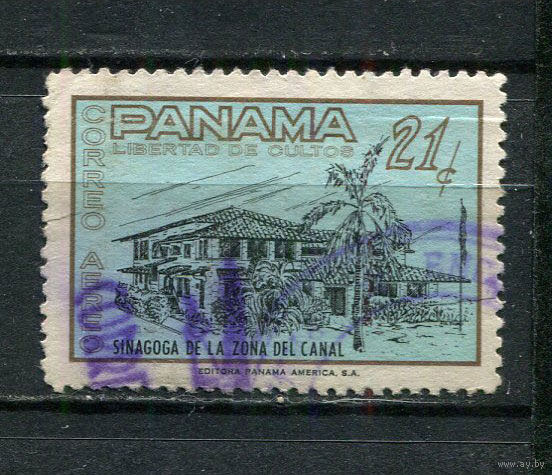 PANAMA
LIBERTAD DE CULTOS
21¢
CORREO AEREO
SINAGOGA DE LA ZONA DEL CANAL
EDITORA PANAMA AMERICA, S.A.
www.ay.by